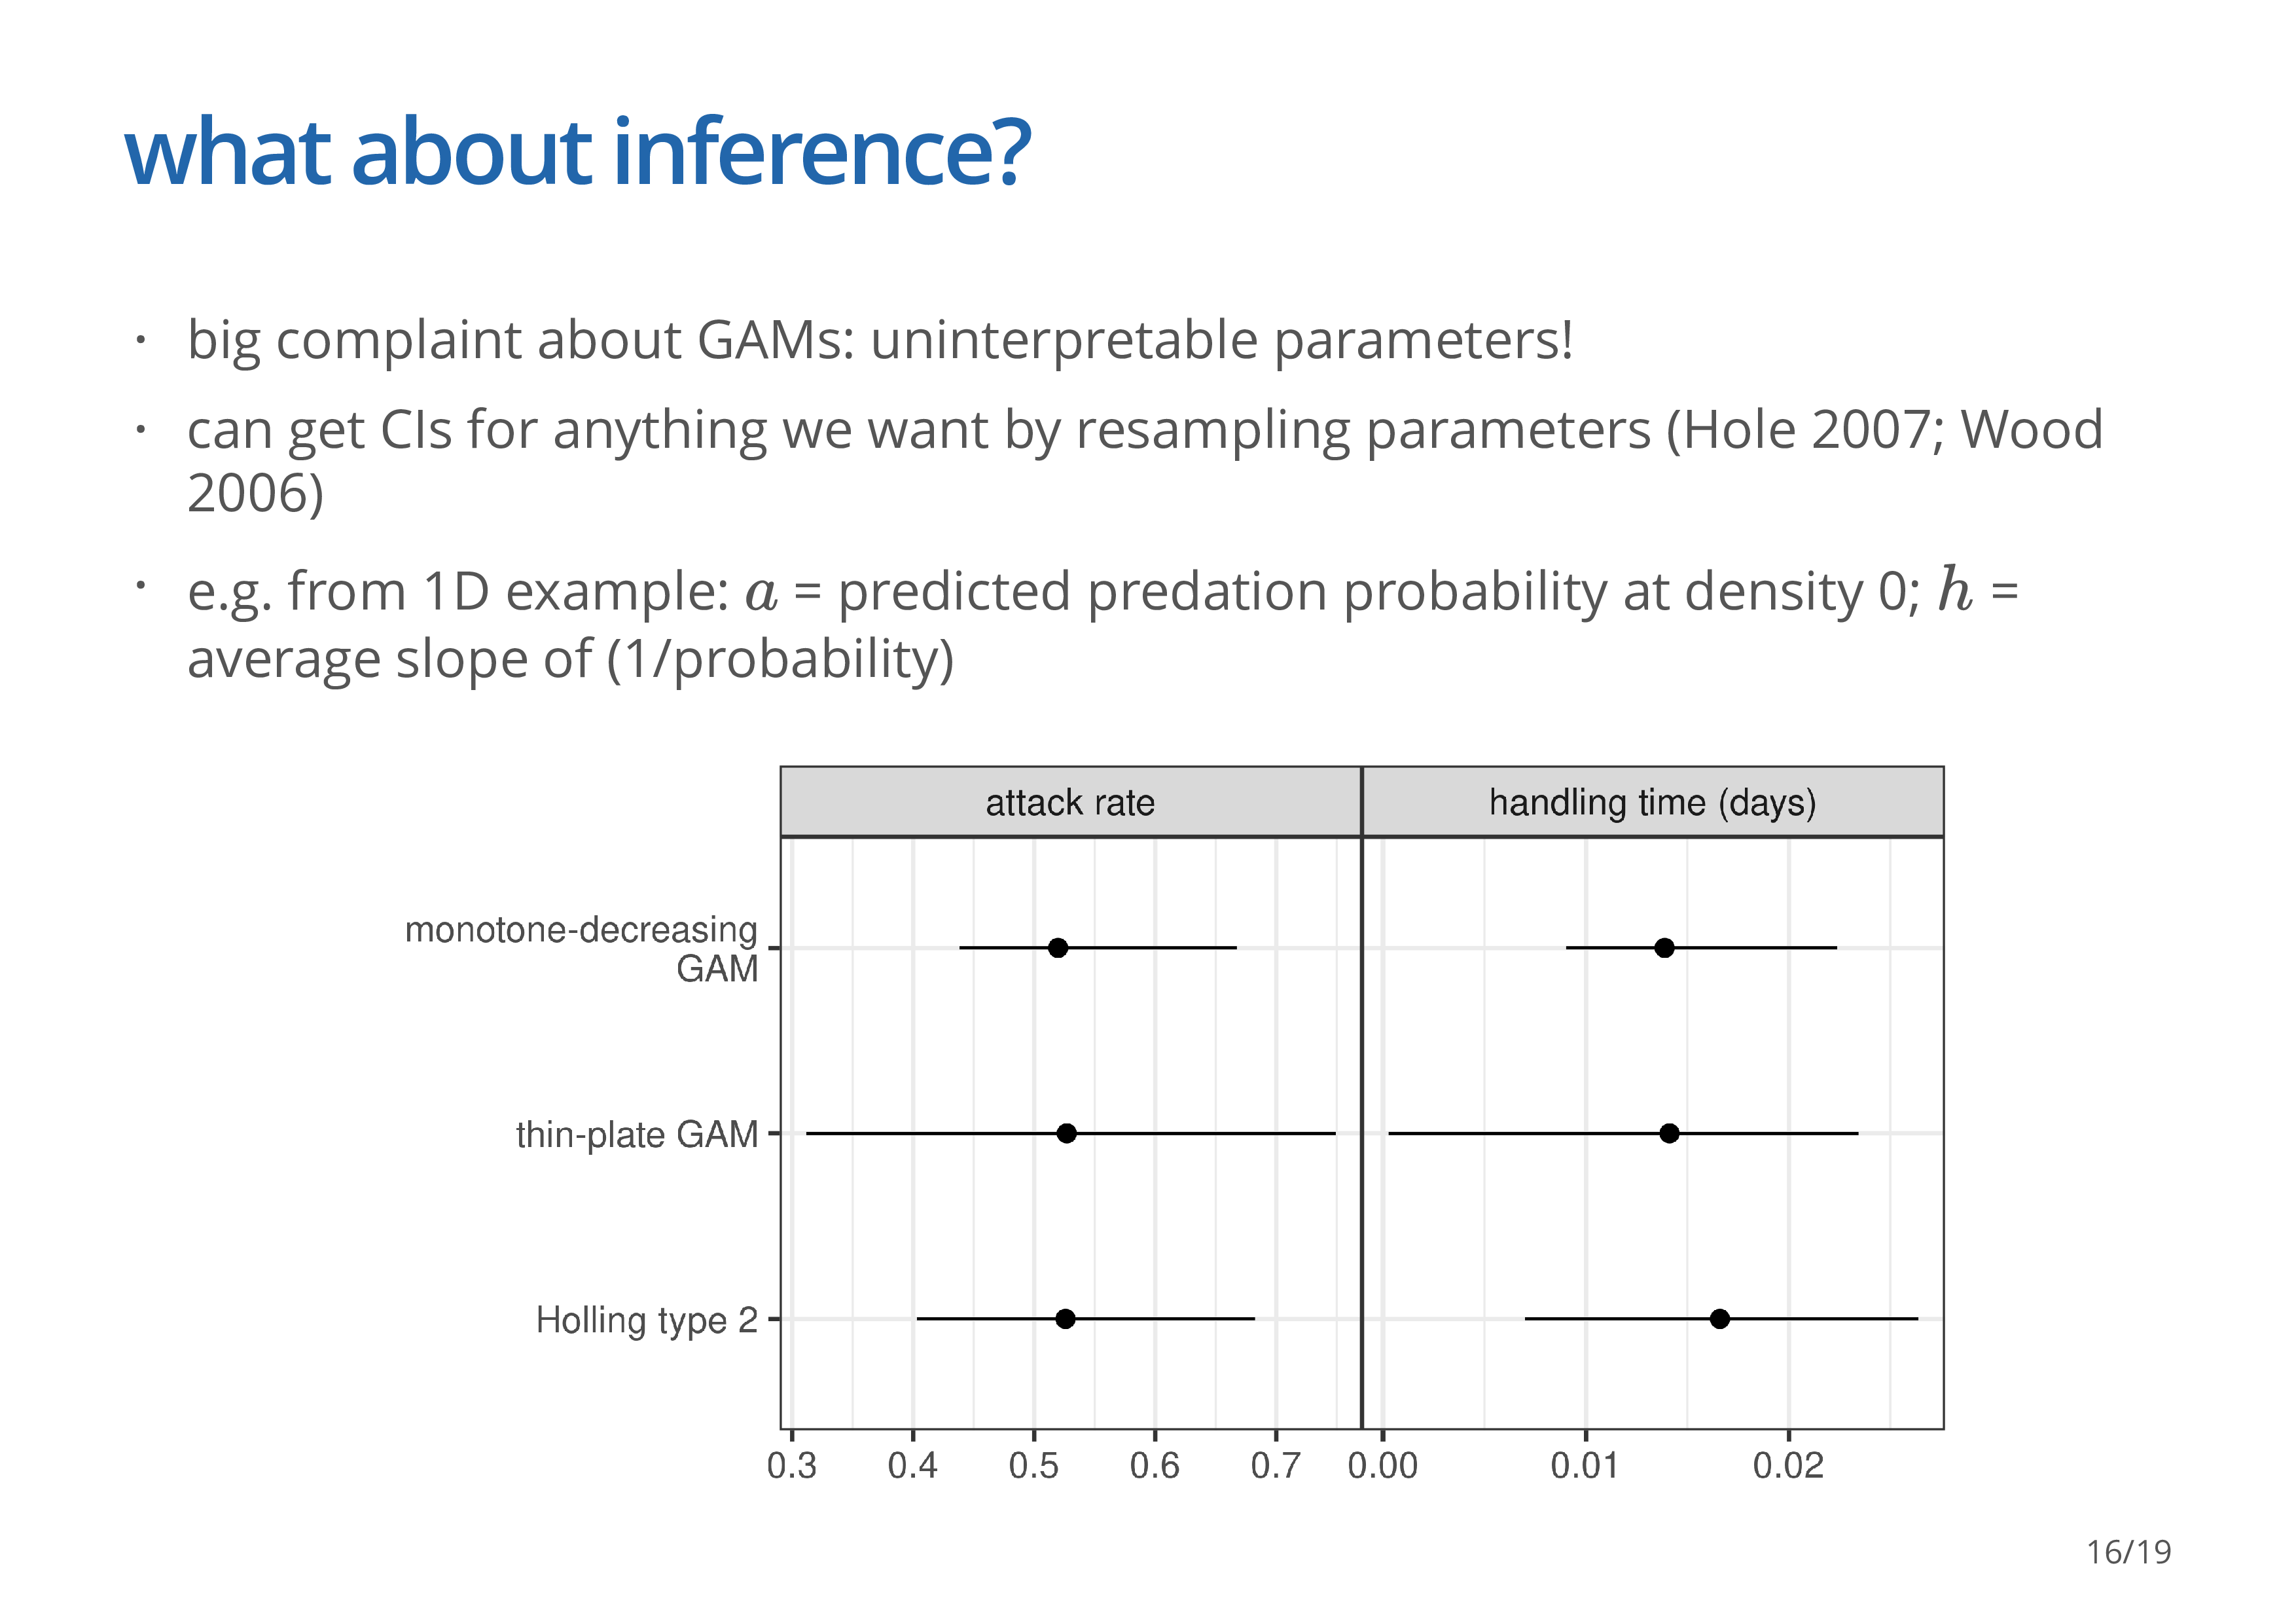 what about inference?
• big complaint about GAMs: uninterpretable parameters!
• can get CIs for anything we want by resampling parameters (Hole 2007; Wood
2006)
• e.g. from 1D example: a = predicted predation probability at density 0; h =
average slope of (1/probability)
attack rate
handling time (days)
monotone-decreasing
GAM
thin-plate GAM
Holling type 2
0.3 0.4 0.5 0.6 0.7 0.00 0.01 0.02
16/19